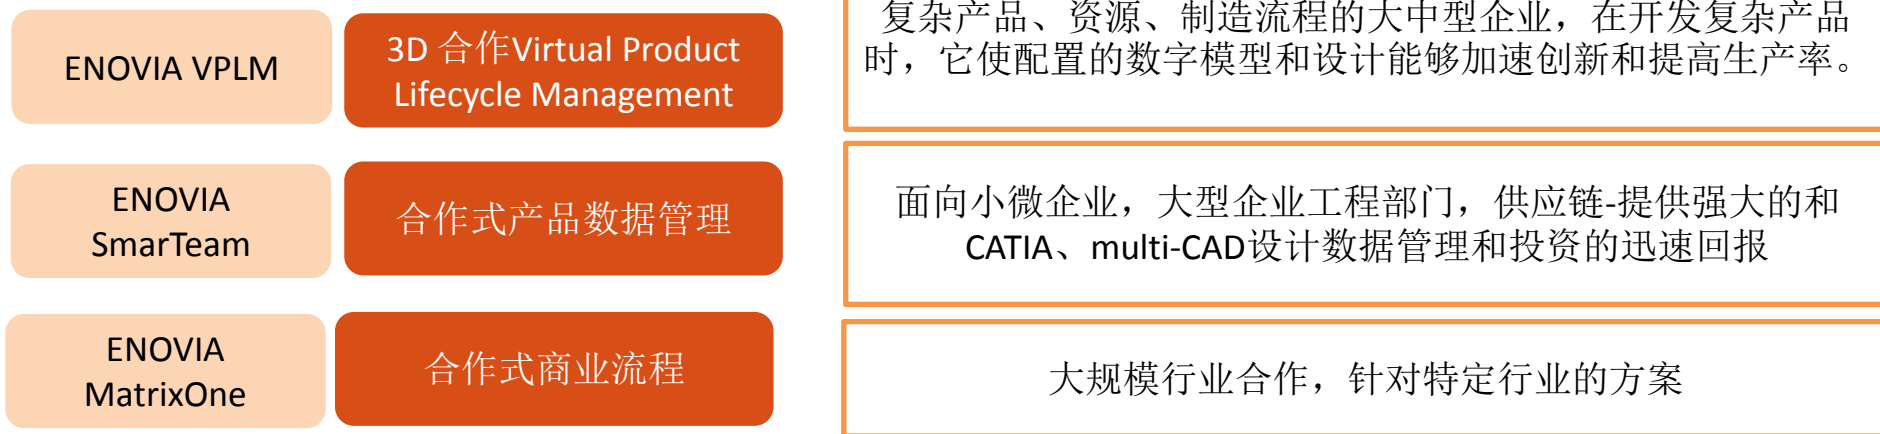 ENOVIA VPLM
3D 合作Virtual Product
Lifecycle Management
复杂产品、资源、制造流程的大中型企业，在开发复杂产品
时，它使配置的数字模型和设计能够加速创新和提高生产率。
ENOVIA
SmarTeam
合作式产品数据管理
面向小微企业，大型企业工程部门，供应链-提供强大的和
CATIA、multi-CAD设计数据管理和投资的迅速回报
ENOVIA
MatrixOne
合作式商业流程
大规模行业合作，针对特定行业的方案